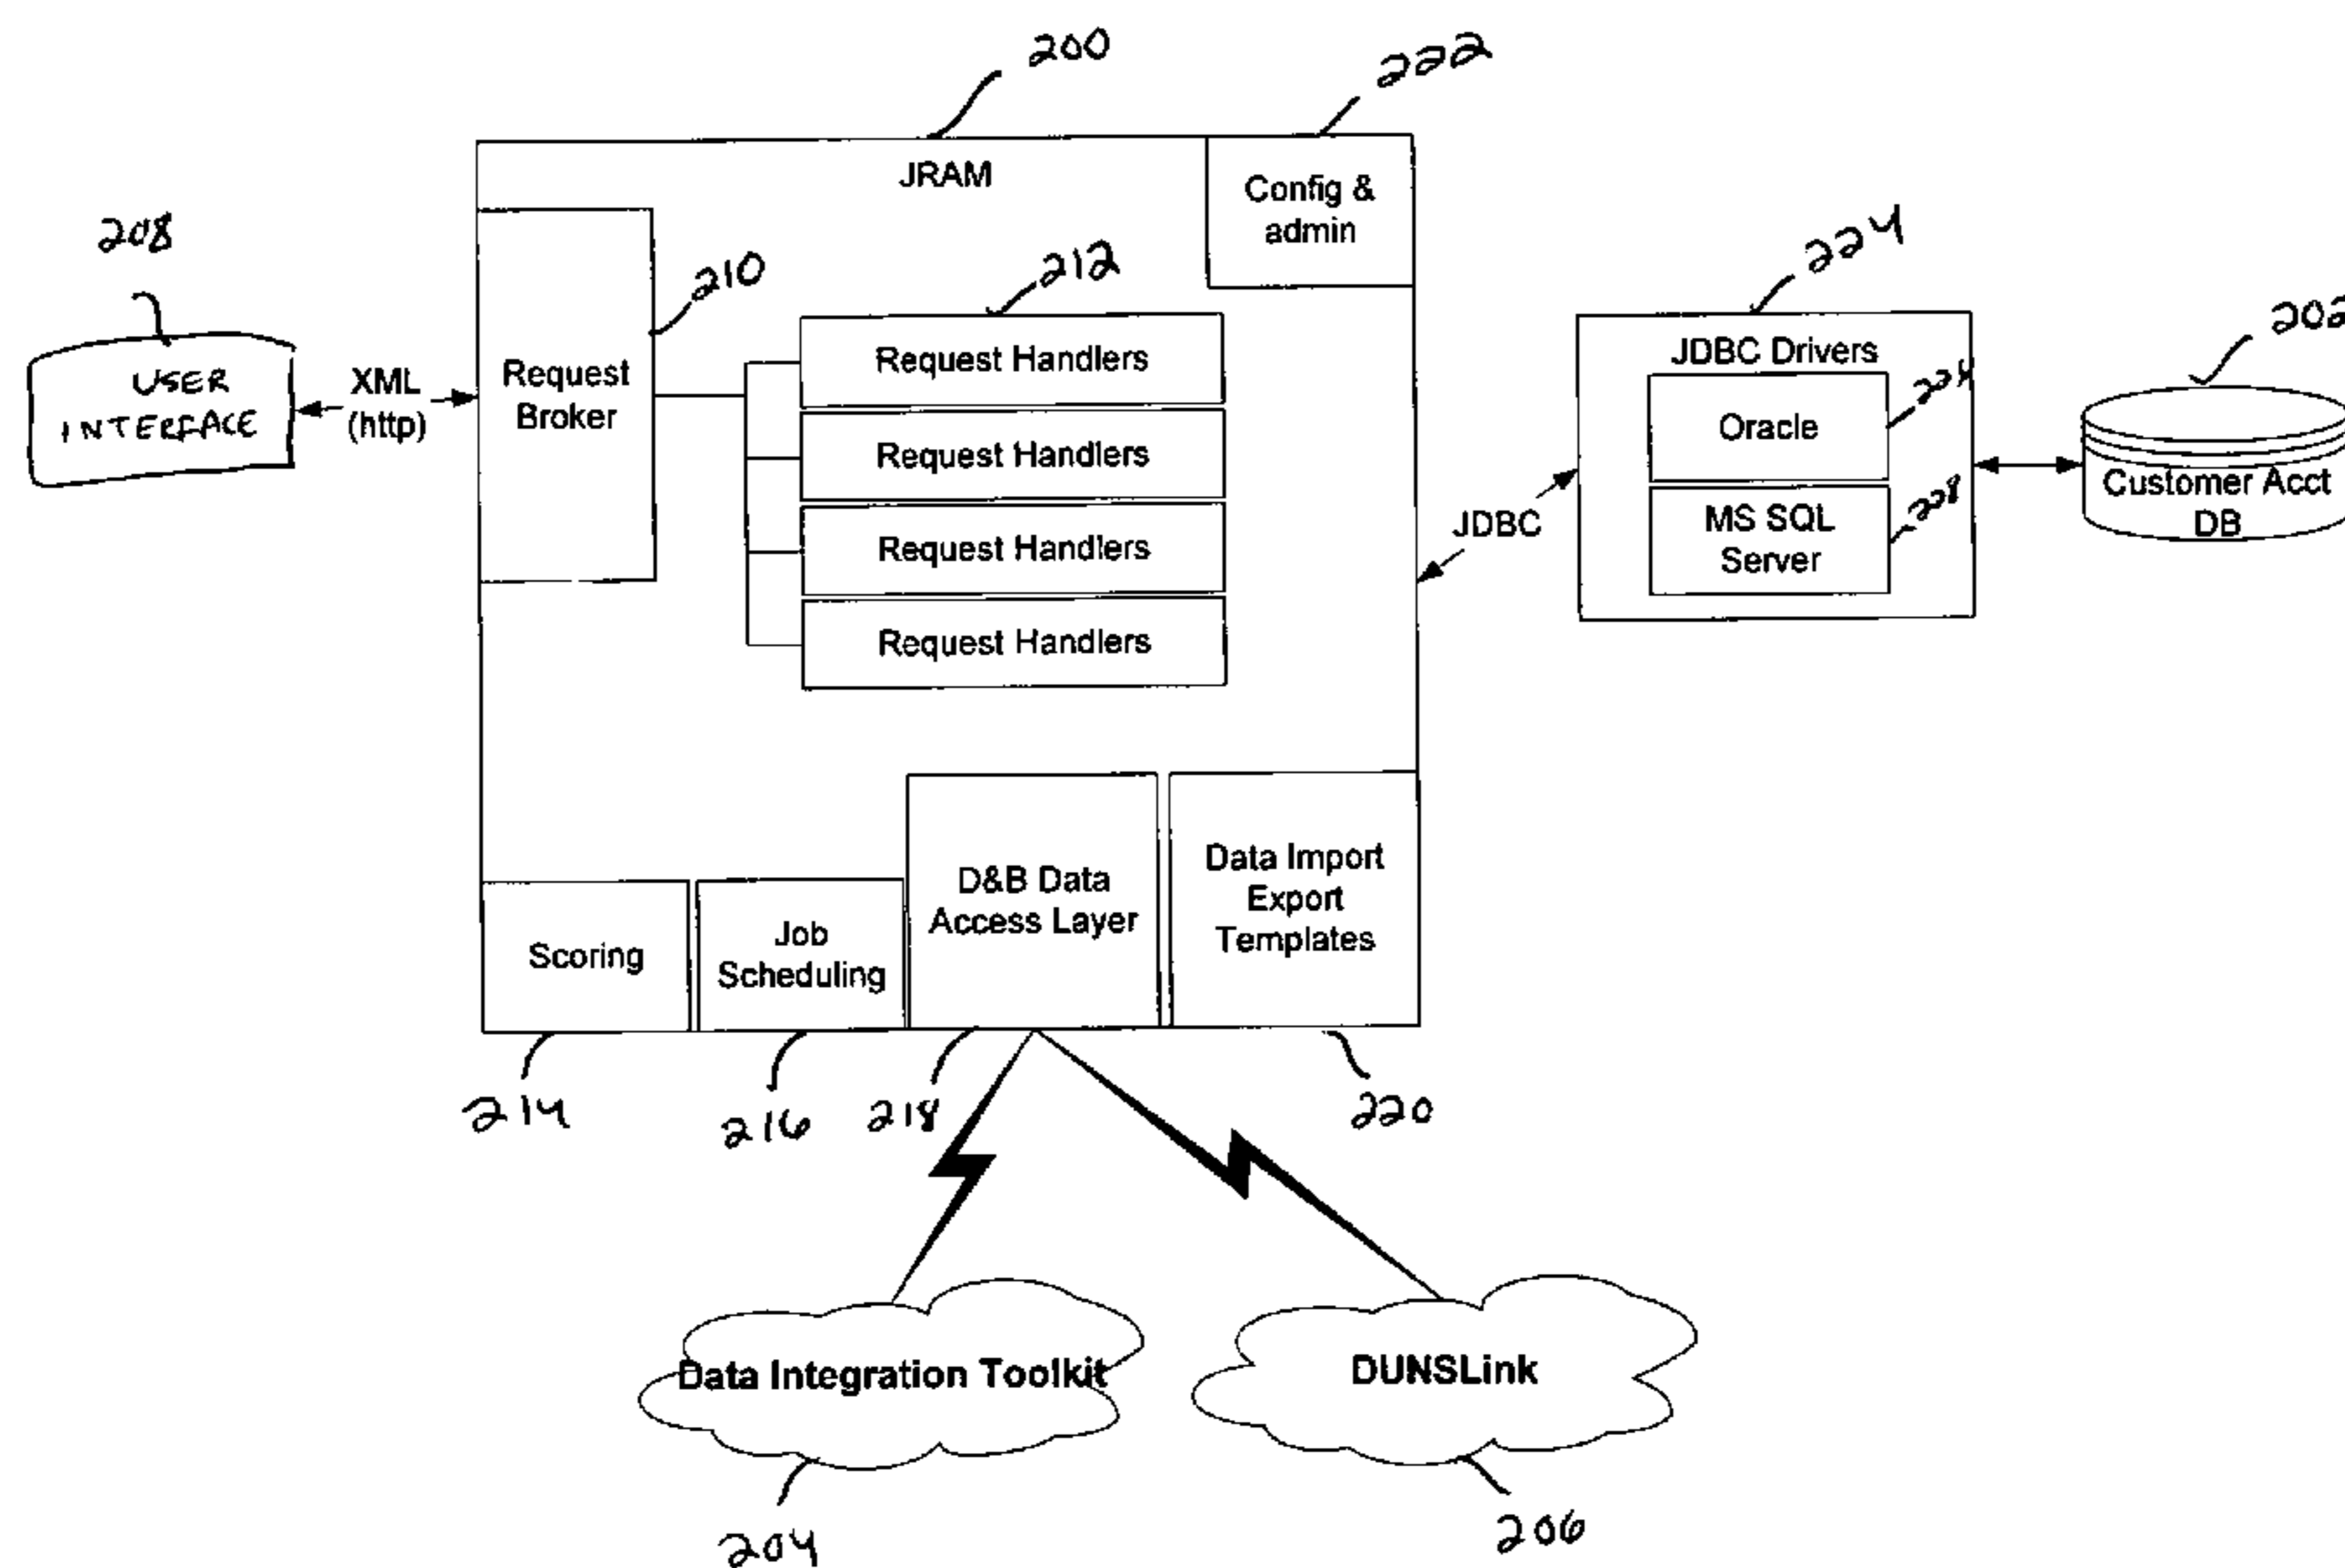 200
222
JRAM
Config &
admin
208
210
212
224
202
USER
INTERFACE
XML
(http)
Request
Broker
Request Handlers
Request Handlers
Request Handlers
Request Handlers
JDBC
JDBC Drivers
Oracle
MS SQL
Server
228
Customer Acct
DB
Scoring
Job
Scheduling
D&B Data
Access Layer
Data Import
Export
Templates
214
216
218
220
Data Integration Toolkit
DUNSLink
204
206